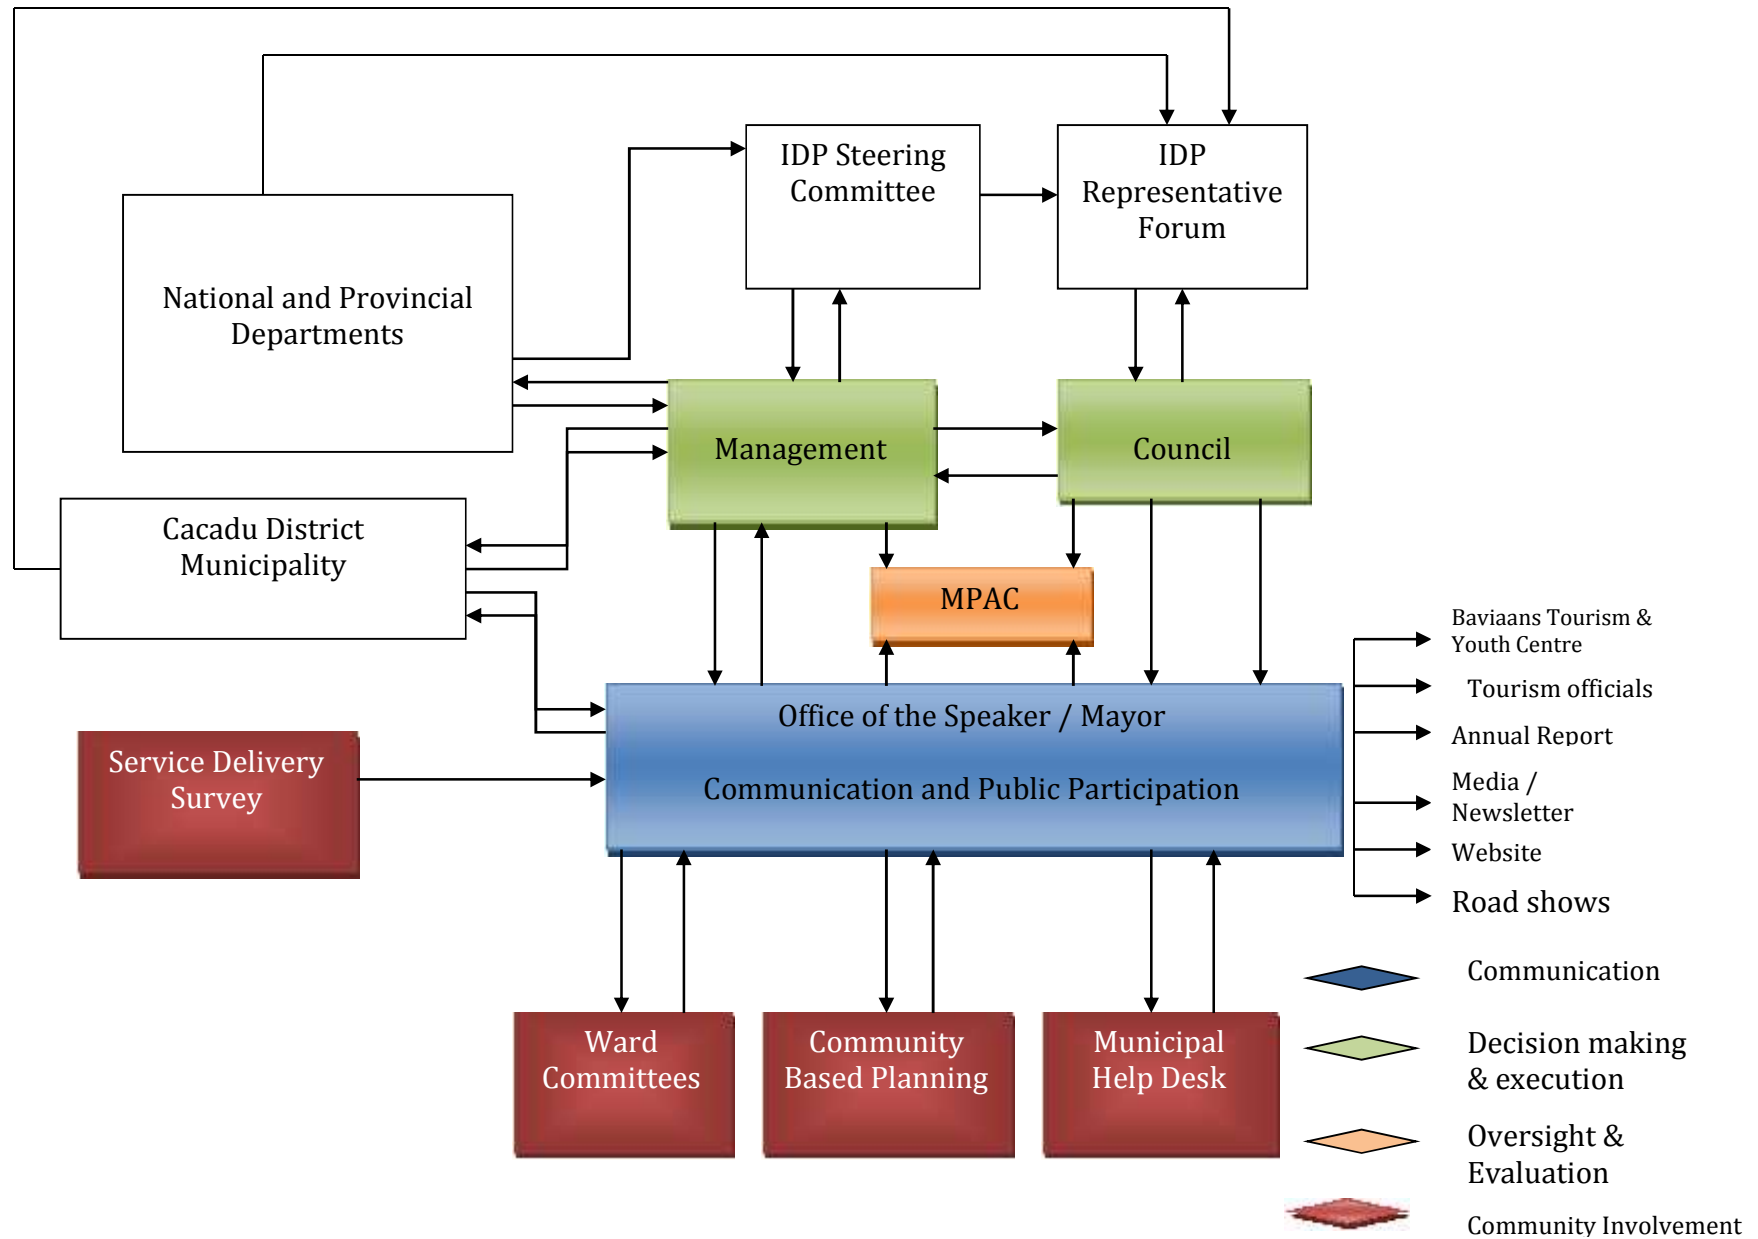 IDP Steering
Committee
IDP
Representative
Forum
National and Provincial
Departments
Management
Council
Cacadu District
Municipality
MPAC
Baviaans Tourism &
Youth Centre
Tourism officials
Annual Report
Media /
Newsletter
Website
Road shows
Office of the Speaker / Mayor
Communication and Public Participation
Service Delivery
Survey
Ward
Committees
Community
Based Planning
Municipal
Help Desk
Communication
Decision making
& execution
Oversight &
Evaluation
Community Involvement